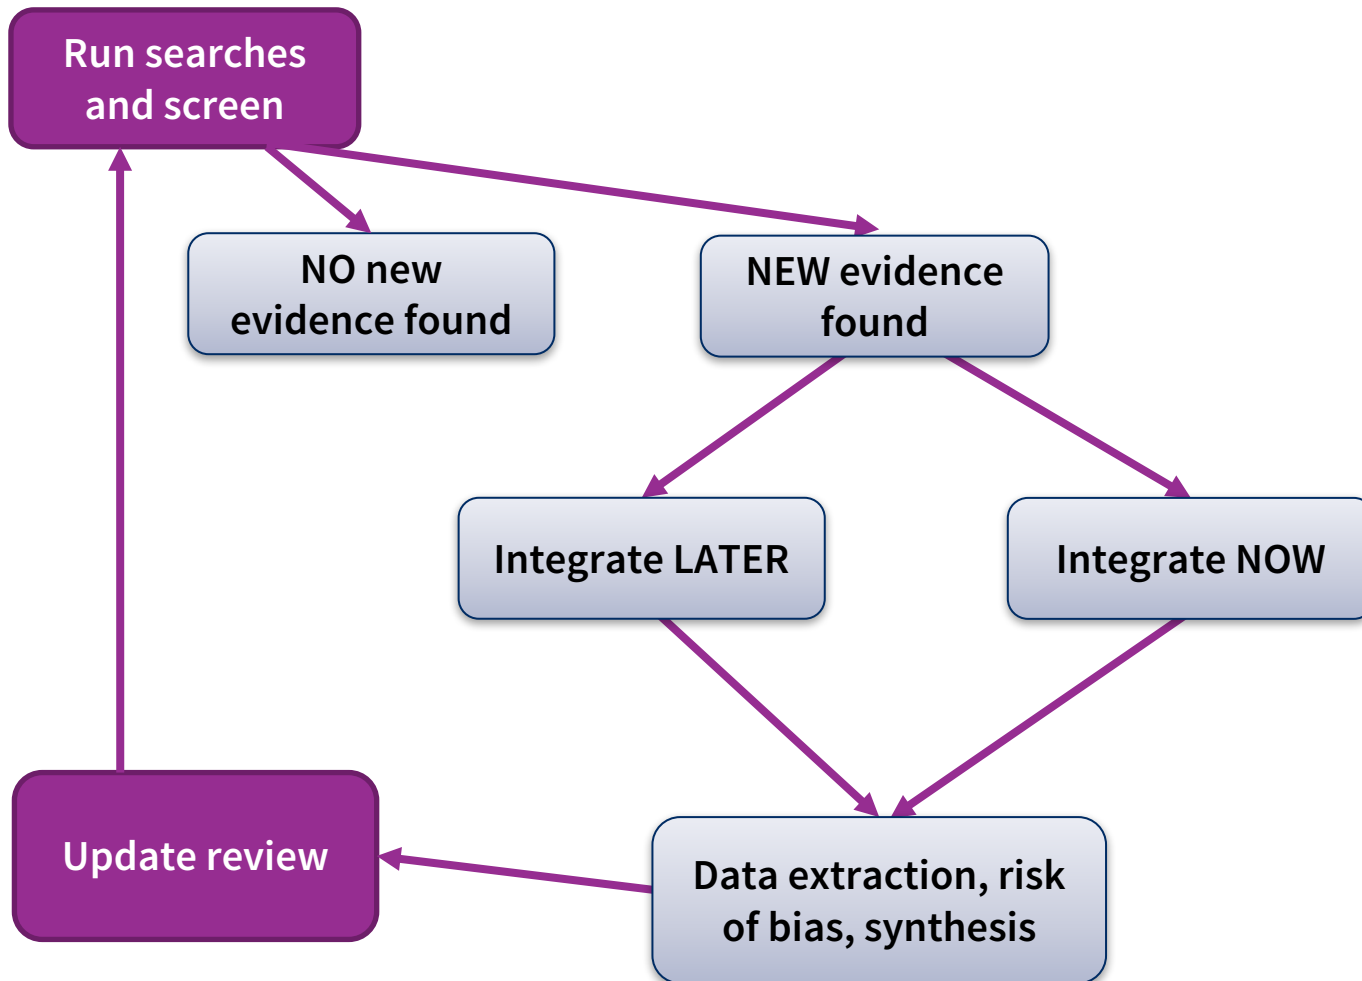 Run searches
and screen
NO new
evidence found
NEW evidence
found
Integrate LATER
Integrate NOW
Update review
Data extraction, risk
of bias, synthesis